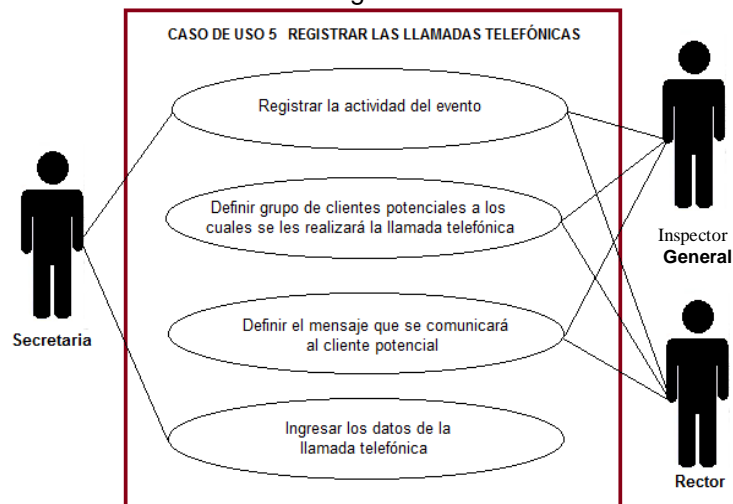 CASO DE USO 5 REGISTRAR LAS LLAMADAS TELEFÓNICAS
Registrar la actividad del evento
Definir grupo de clientes potenciales a los
cuales se les realizará la llamada telefónica
Inspector
General
Definir el mensaje que se comunicará
al cliente potencial
Secretaria
Ingresar los datos de la
llamada telefónica
Rector